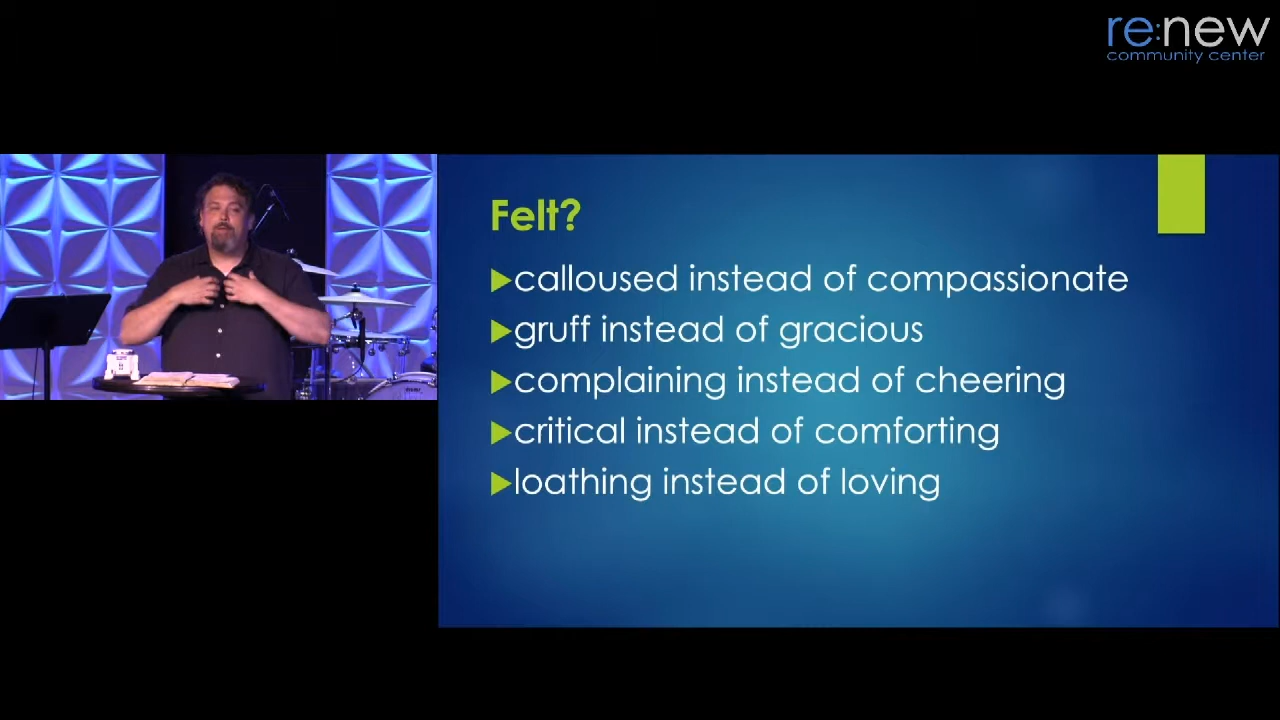 re:new
community center
Felt?
calloused instead of compassionate
gruff instead of gracious
complaining instead of cheering
critical instead of comforting
loathing instead of loving